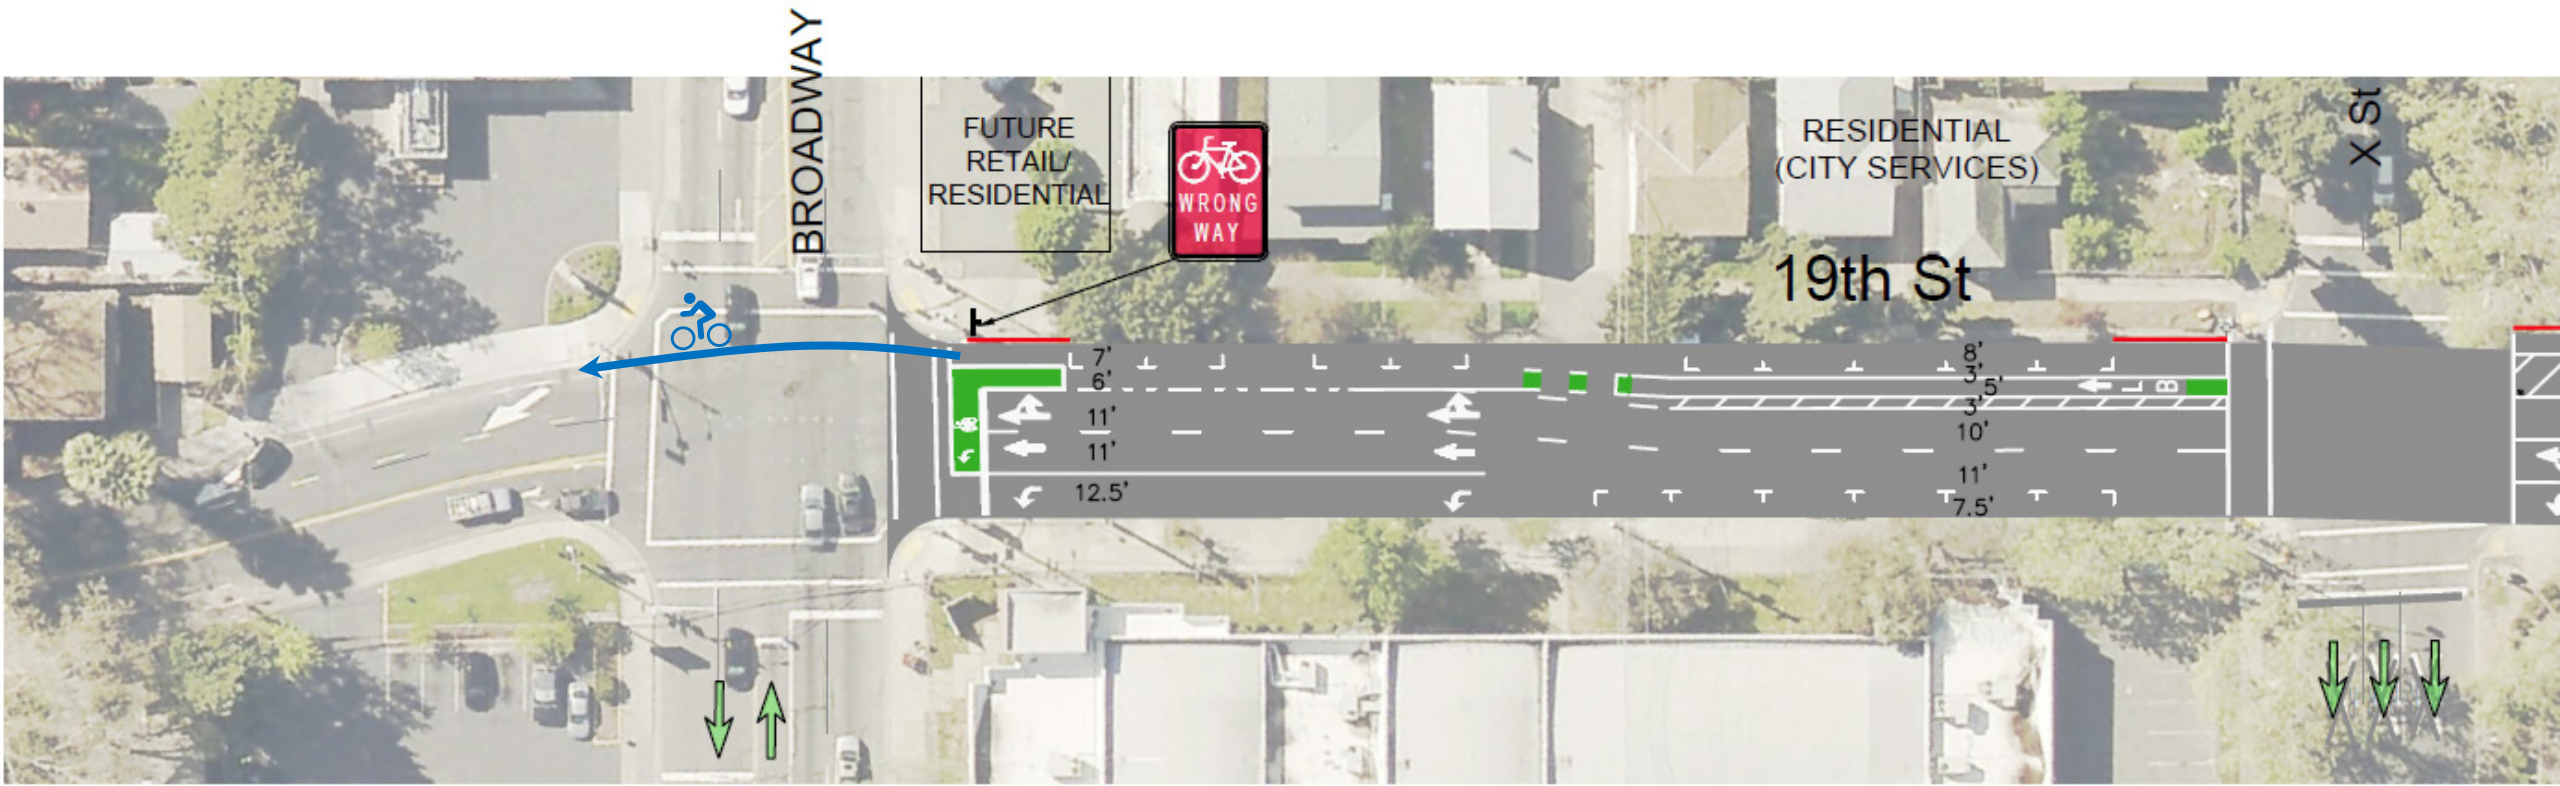 BROADWAY
FUTURE
RETAIL/
RESIDENTIAL
WRONG
WAY
RESIDENTIAL
(CITY SERVICES)
X St
19th St
7'
6'
11'
11'
12.5'
8'
3'
5'
3'
10'
11'
7.5'
B L